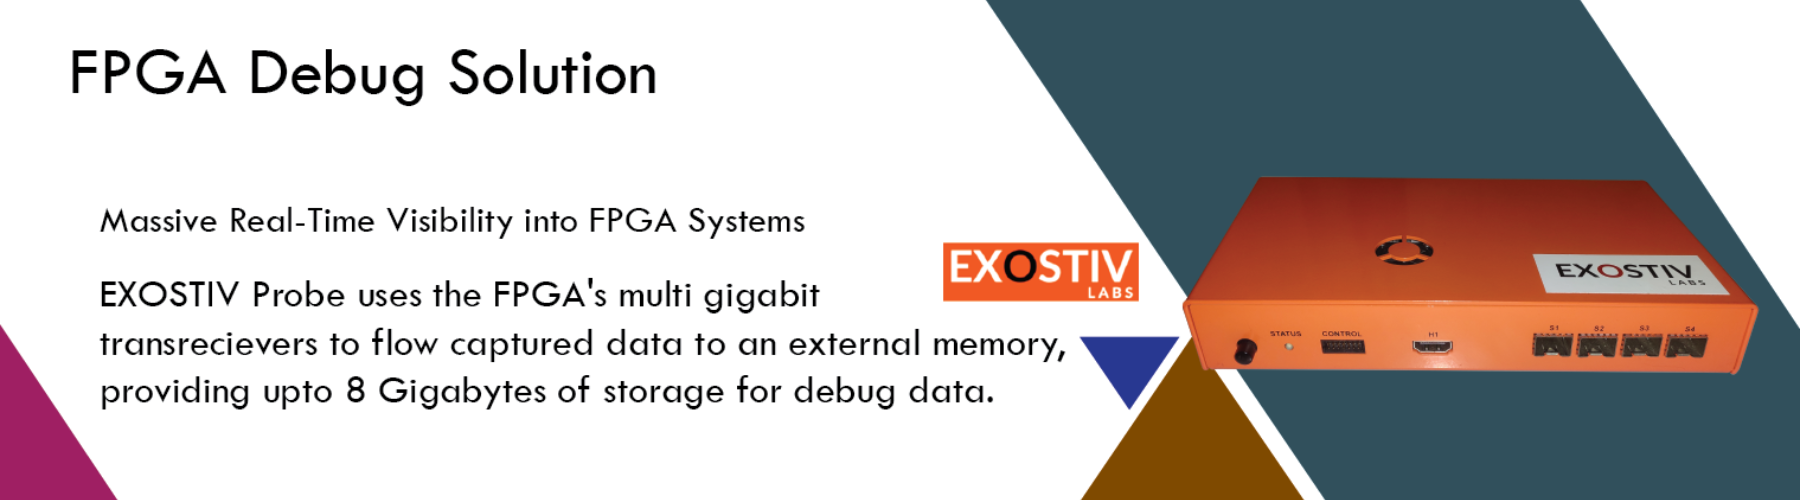 FPGA Debug Solution
Massive Real-Time Visibility into FPGA Systems
EXOSTIV Probe uses the FPGA's multi gigabit
transrecievers to flow captured data to an external memory,
providing upto 8 Gigabytes of storage for debug data.
EXOSTIV
LABS
EXOSTIV
LABS
STATUS CONTROL H1 S1 S2 S3 S4